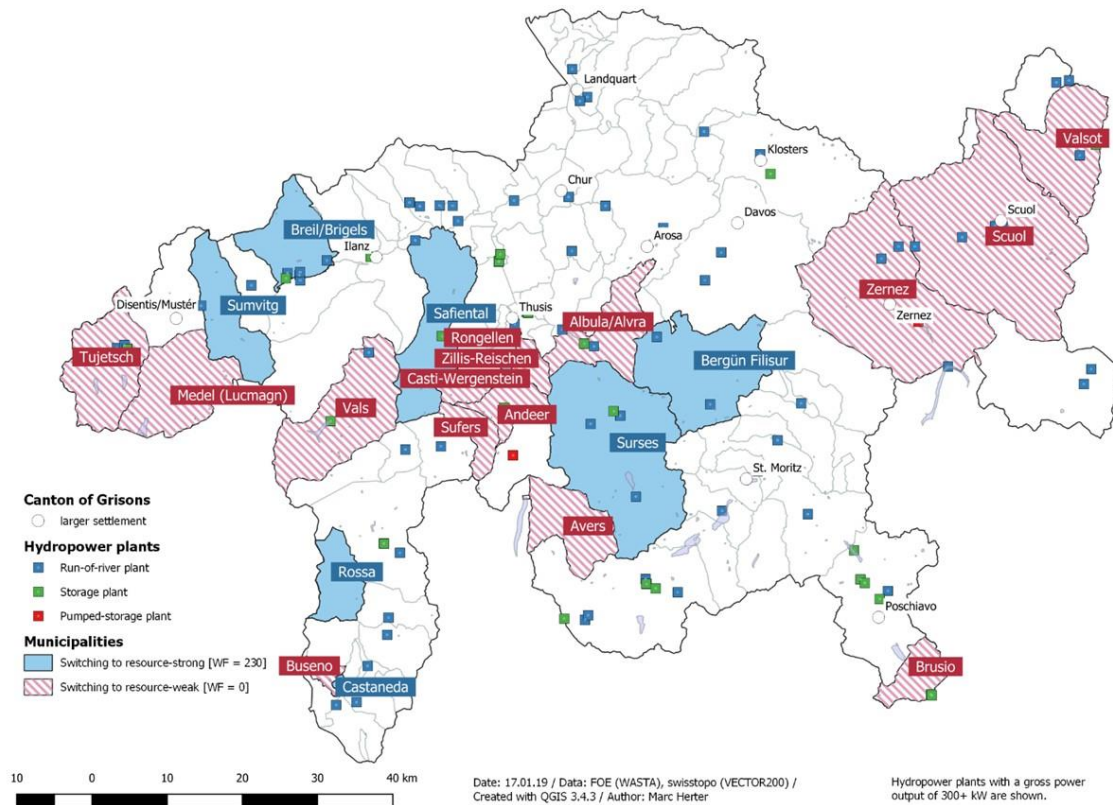 Landquart
Klosters
Valsot
Chur
Davos
Scuol
Scuol
Breil/Brigels
Ilanz
Arosa
Zernez
Zernez
Disentis/Mustér
Sumvitg
Safiental
Thusis
Rongellen
Albula/Alvra
Zillis-Reischen
Bergün Filisur
Tujetsch
Casti-Wergenstein
Medel (Lucmagn)
Vals
Andeer
Sufers
Surses
St. Moritz
Avers
Rossa
Poschiavo
Buseno
Castaneda
Brusio
Canton of Grisons
larger settlement
Hydropower plants
Run-of-river plant
Storage plant
Pumped-storage plant
Municipalities
Switching to resource-strong [WF = 230]
Switching to resource-weak [WF = 0]
10 0 10 20 30 40 km
Date: 17.01.19 / Data: FOE (WASTA), swisstopo (VECTOR200) /
Created with QGIS 3.4.3 / Author: Marc Herter
Hydropower plants with a gross power
output of 300+ kW are shown.